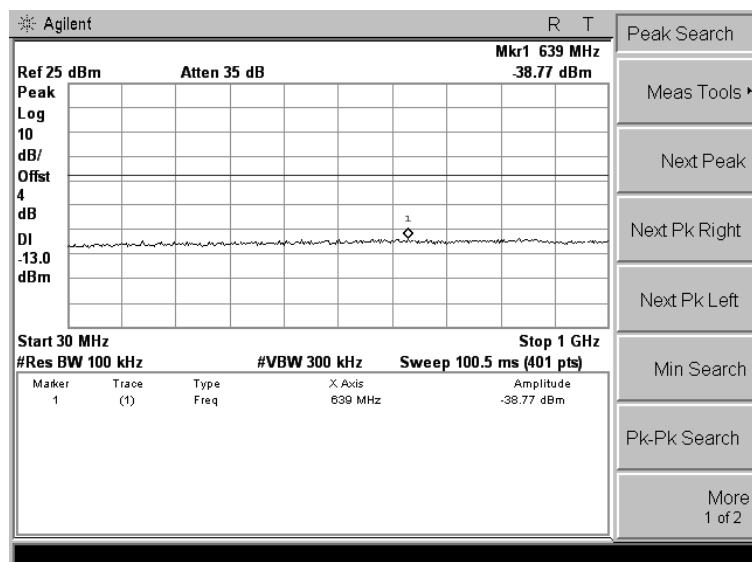 Agilent R T
Mkr1 639 MHz
Ref 25 dBm Atten 35 dB -38.77 dBm
Peak
Log
10
dB/
Offst
4
dB
DI
-13.0
dBm
1
Start 30 MHz Stop 1 GHz
#Res BW 100 kHz #VBW 300 kHz Sweep 100.5 ms (401 pts)
Marker Trace Type X Axis Amplitude
1 (1) Freq 639 MHz -38.77 dBm
Peak Search
Meas Tools
Next Peak
Next Pk Right
Next Pk Left
Min Search
Pk-Pk Search
More
1 of 2